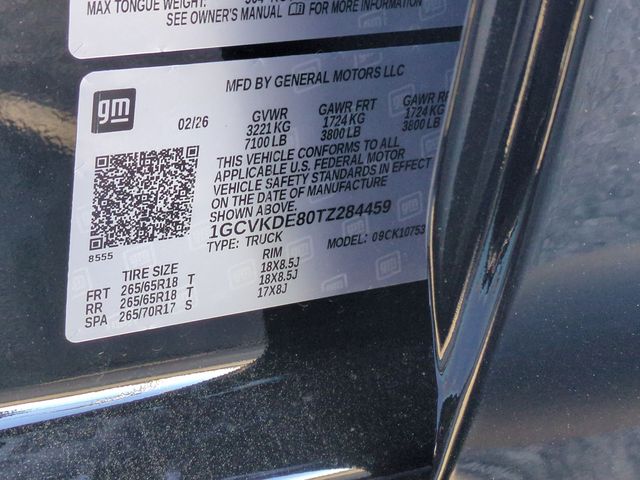 MAX TONGUE WEIGHT:
SEE OWNER'S MANUAL FOR MORE INFORMATION
gm
MFD BY GENERAL MOTORS LLC
02/26
GVWR GAWR FRT GAWR RR
3221 KG 1724 KG 1724 KG
7100 LB 3800 LB 3800 LB
THIS VEHICLE CONFORMS TO ALL
APPLICABLE U.S. FEDERAL MOTOR
VEHICLE SAFETY STANDARDS IN EFFECT
ON THE DATE OF MANUFACTURE
SHOWN ABOVE.
1GCVKDE80TZ284459
TYPE: TRUCK MODEL: 09CK10753
8555
TIRE SIZE RIM
FRT 265/65R18 T 18X8.5J
RR 265/65R18 T 18X8.5J
SPA 265/70R17 S 17X8J